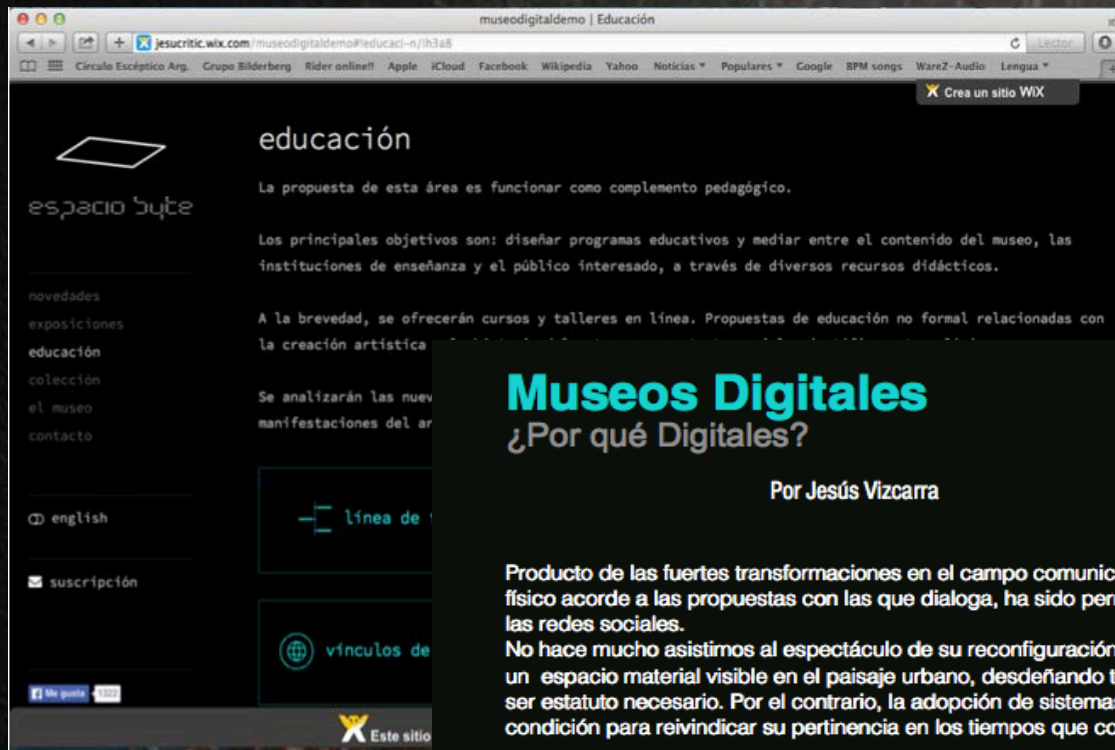 museodigitaldemo | Educación
jesucritic.wix.com/museodigitaldemo#!educaci-n/ih3a8
Lector
Círculo Escéptico Arg. Grupo Bilderberg Rider online!! Apple iCloud Facebook Wikipedia Yahoo Noticias Populares Google BPM songs WareZ-Audio Lengua
Crea un sitio WiX
espacio byte
novedades
exposiciones
educación
colección
el museo
contacto
english
suscripción
Me gusta 1322
educación
La propuesta de esta área es funcionar como complemento pedagógico.
Los principales objetivos son: diseñar programas educativos y mediar entre el contenido del museo, las
instituciones de enseñanza y el público interesado, a través de diversos recursos didácticos.
A la brevedad, se ofrecerán cursos y talleres en línea. Propuestas de educación no formal relacionadas con
la creación artística
Se analizarán las nuev
manifestaciones del ar
línea de
vínculos de
Este sitio
Museos Digitales
¿Por qué Digitales?
Por Jesús Vizcarra
Producto de las fuertes transformaciones en el campo comunic
físico acorde a las propuestas con las que dialoga, ha sido per
las redes sociales.
No hace mucho asistimos al espectáculo de su reconfiguración
un espacio material visible en el paisaje urbano, desdeñando t
ser estatuto necesario. Por el contrario, la adopción de sistemas
condición para reivindicar su pertinencia en los tiempos que co